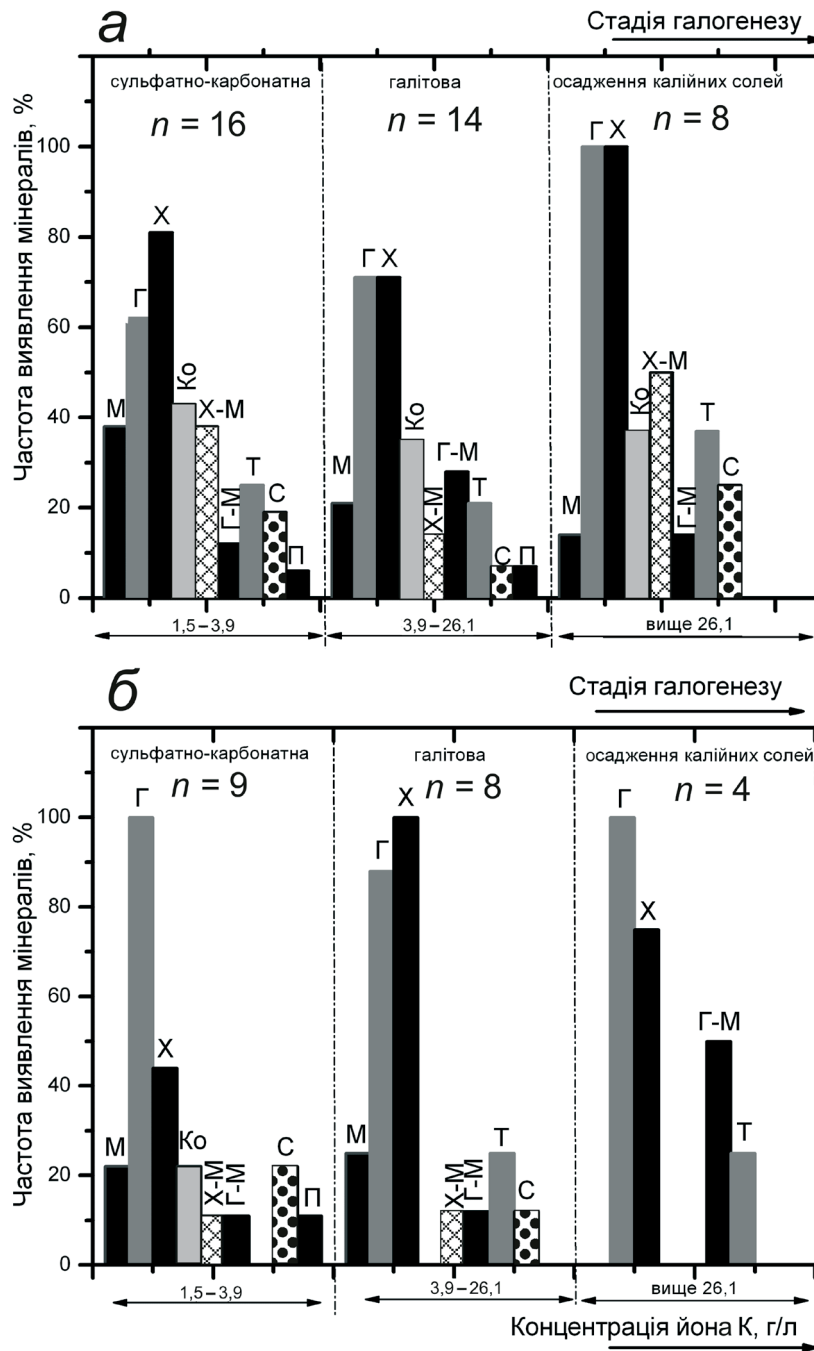 а
Стадія галогенезу
сульфатно-карбонатна галітова осадження калійних солей
n = 16 n = 14 n = 8
Частота виявлення мінералів, %
100
80
60
40
20
0
М Г Х Ко Х-М Г-М Т С П
М Г Х Ко Х-М Г-М Т С П
М Г Х Ко Х-М Г-М Т С
1,5–3,9 3,9–26,1 вище 26,1
б
Стадія галогенезу
сульфатно-карбонатна галітова осадження калійних солей
n = 9 n = 8 n = 4
Частота виявлення мінералів, %
100
80
60
40
20
0
М Г Х Ко Х-М Г-М С П
М Г Х Х-М Г-М Т С
Г Х Г-М Т
1,5–3,9 3,9–26,1 вище 26,1
Концентрація йона К, г/л